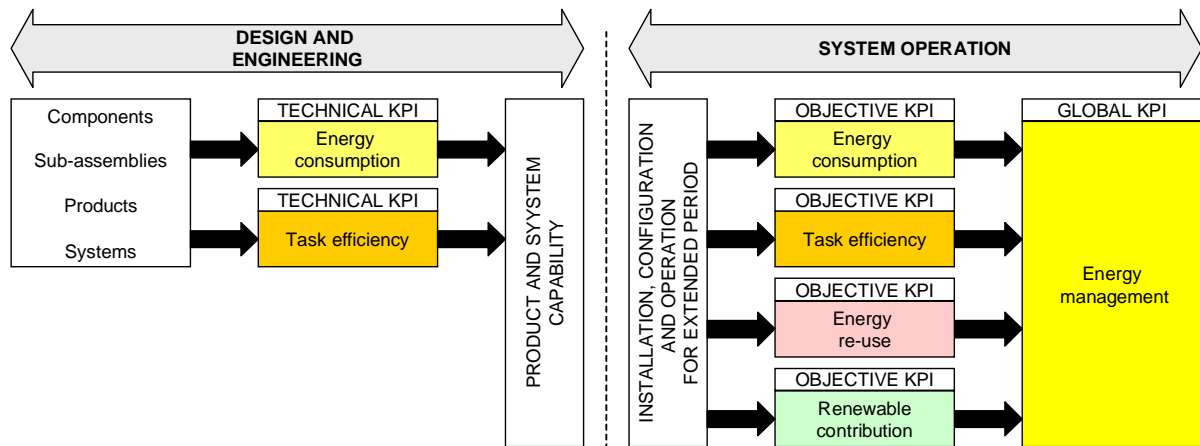 DESIGN AND
ENGINEERING
SYSTEM OPERATION
Components
Sub-assemblies
Products
Systems
TECHNICAL KPI
Energy
consumption
TECHNICAL KPI
Task efficiency
PRODUCT AND SYYSTEM
CAPABILITY
INSTALLATION, CONFIGURATION
AND OPERATION
FOR EXTENDED PERIOD
OBJECTIVE KPI
Energy
consumption
OBJECTIVE KPI
Task efficiency
OBJECTIVE KPI
Energy
re-use
OBJECTIVE KPI
Renewable
contribution
GLOBAL KPI
Energy
management